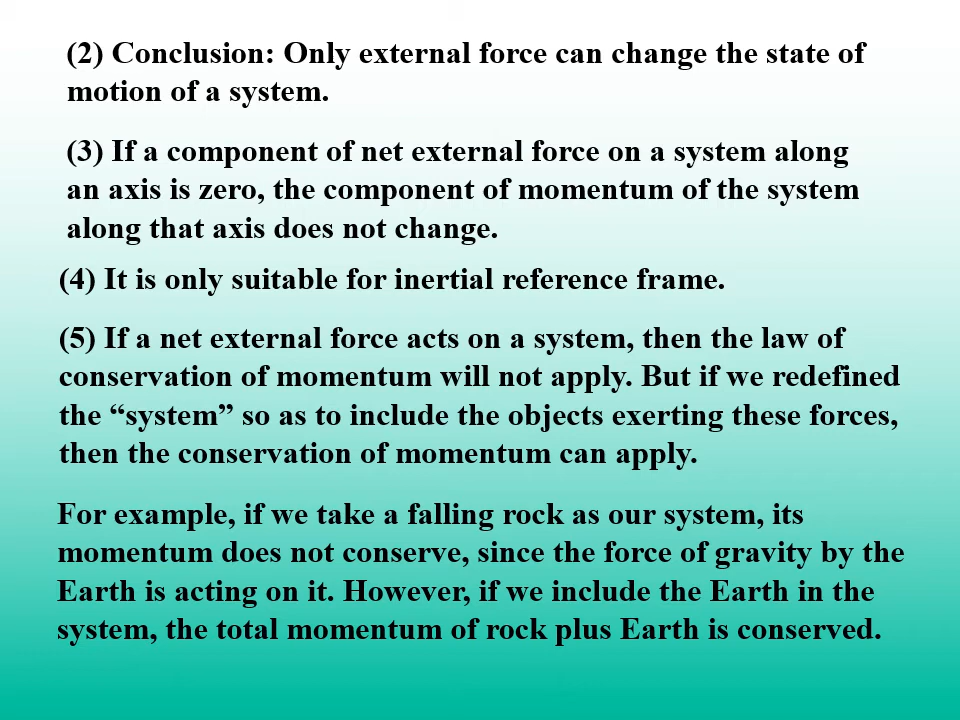 (2) Conclusion: Only external force can change the state of
motion of a system.
(3) If a component of net external force on a system along
an axis is zero, the component of momentum of the system
along that axis does not change.
(4) It is only suitable for inertial reference frame.
(5) If a net external force acts on a system, then the law of
conservation of momentum will not apply. But if we redefined
the “system” so as to include the objects exerting these forces,
then the conservation of momentum can apply.
For example, if we take a falling rock as our system, its
momentum does not conserve, since the force of gravity by the
Earth is acting on it. However, if we include the Earth in the
system, the total momentum of rock plus Earth is conserved.